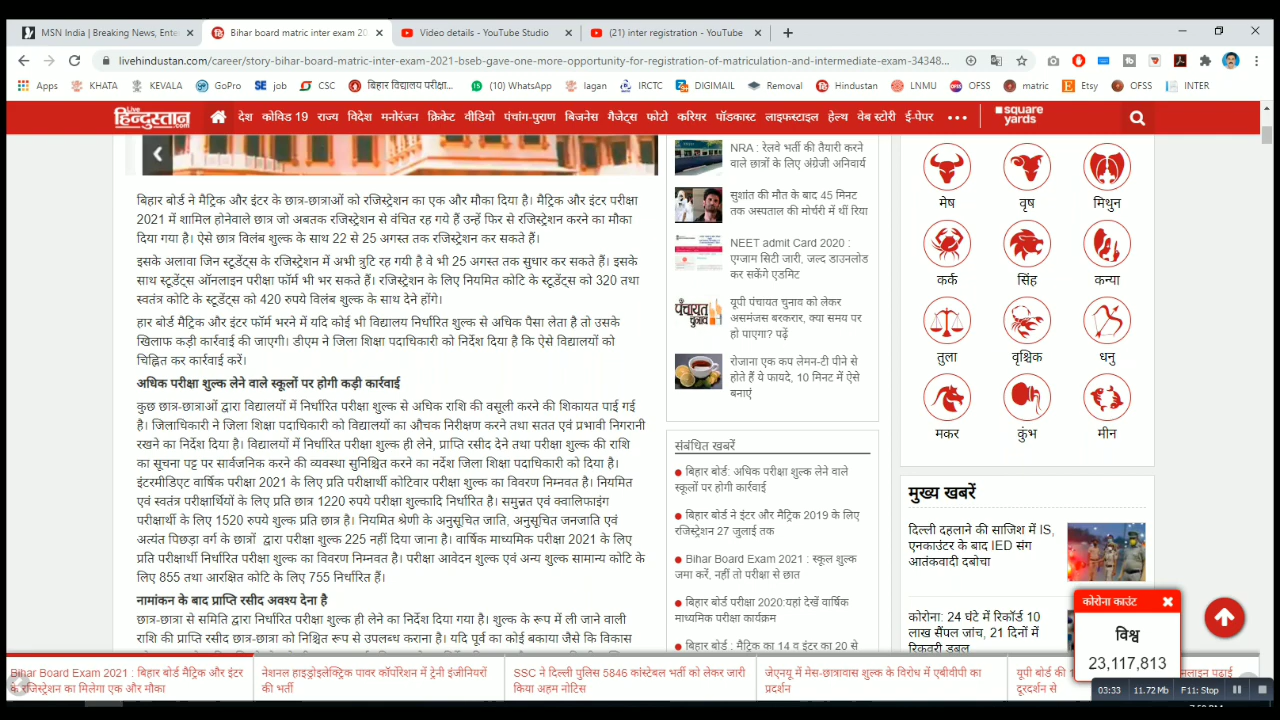 MSN India | Breaking News, Ente
Bihar board matric inter exam 20
Video details - YouTube Studio
(21) inter registration - YouTube
livehindustan.com/career/story-bihar-board-matric-inter-exam-2021-bseb-gave-one-more-opportunity-for-registration-of-matriculation-and-intermediate-exam-34348...
Apps KHATA KEVALA GoPro job CSC बिहार विद्यालय परीक्षा... (10) WhatsApp lagan IRCTC DIGIMAIL Removal Hindustan LNMU OFSS matric Etsy OFSS INTER
Live हिन्दुस्तान .com देश कोविड 19 राज्य विदेश मनोरंजन क्रिकेट वीडियो पंचांग-पुराण बिजनेस गैजेट्स फोटो करियर पॉडकास्ट लाइफस्टाइल हेल्थ वेब स्टोरी ई-पेपर square yards
बिहार बोर्ड ने मैट्रिक और इंटर के छात्र-छात्राओं को रजिस्ट्रेशन का एक और मौका दिया है। मैट्रिक और इंटर परीक्षा
2021 में शामिल होनेवाले छात्र जो अबतक रजिस्ट्रेशन से वंचित रह गये हैं उन्हें फिर से रजिस्ट्रेशन करने का मौका
दिया गया है। ऐसे छात्र विलंब शुल्क के साथ 22 से 25 अगस्त तक रजिस्ट्रेशन कर सकते हैं।
इसके अलावा जिन स्टूडेंट्स के रजिस्ट्रेशन में अभी त्रुटि रह गयी है वे भी 25 अगस्त तक सुधार कर सकते हैं। इसके
साथ स्टूडेंट्स ऑनलाइन परीक्षा फॉर्म भी भर सकते हैं। रजिस्ट्रेशन के लिए नियमित कोटि के स्टूडेंट्स को 320 तथा
स्वतंत्र कोटि के स्टूडेंट्स को 420 रुपये विलंब शुल्क के साथ देने होंगे।
हार बोर्ड मैट्रिक और इंटर फॉर्म भरने में यदि कोई भी विद्यालय निर्धारित शुल्क से अधिक पैसा लेता है तो उसके
खिलाफ कड़ी कार्रवाई की जाएगी। डीएम ने जिला शिक्षा पदाधिकारी को निर्देश दिया है कि ऐसे विद्यालयों को
चिह्नित कर कार्रवाई करें।
अधिक परीक्षा शुल्क लेने वाले स्कूलों पर होगी कड़ी कार्रवाई
कुछ छात्र-छात्राओं द्वारा विद्यालयों में निर्धारित परीक्षा शुल्क से अधिक राशि की वसूली करने की शिकायत पाई गई
है। जिलाधिकारी ने जिला शिक्षा पदाधिकारी को विद्यालयों का औचक निरीक्षण करने तथा सतत एवं प्रभावी निगरानी
रखने का निर्देश दिया है। विद्यालयों में निर्धारित परीक्षा शुल्क ही लेने, प्राप्ति रसीद देने तथा परीक्षा शुल्क की राशि
का सूचना पट्ट पर सार्वजनिक करने की व्यवस्था सुनिश्चित करने का नर्देश जिला शिक्षा पदाधिकारी को दिया है।
इंटरमीडिएट वार्षिक परीक्षा 2021 के लिए प्रति परीक्षार्थी कोटिवार परीक्षा शुल्क का विवरण निम्नवत है। नियमित
एवं स्वतंत्र परीक्षार्थियों के लिए प्रति छात्र 1220 रुपये परीक्षा शुल्कादि निर्धारित है। समुन्नत एवं क्वालिफाइंग
परीक्षार्थी के लिए 1520 रुपये शुल्क प्रति छात्र है। नियमित श्रेणी के अनुसूचित जाति, अनुसूचित जनजाति एवं
अत्यंत पिछड़ा वर्ग के छात्रों द्वारा परीक्षा शुल्क 225 नहीं दिया जाना है। वार्षिक माध्यमिक परीक्षा 2021 के लिए
प्रति परीक्षार्थी निर्धारित परीक्षा शुल्क का विवरण निम्नवत है। परीक्षा आवेदन शुल्क एवं अन्य शुल्क सामान्य कोटि के
लिए 855 तथा आरक्षित कोटि के लिए 755 निर्धारित हैं।
नामांकन के बाद प्राप्ति रसीद अवश्य देना है
छात्र-छात्रा से समिति द्वारा निर्धारित परीक्षा शुल्क ही लेने का निर्देश दिया गया है। शुल्क के रूप में ली जाने वाली
राशि की प्राप्ति रसीद छात्र-छात्रा को निश्चित रूप से उपलब्ध कराना है। यदि पूर्व का कोई बकाया जैसे कि विकास
NRA : रेलवे भर्ती की तैयारी करने
वाले छात्रों के लिए अंग्रेजी अनिवार्य
सुशांत की मौत के बाद 45 मिनट
तक अस्पताल की मोर्चरी में थीं रिया
NEET admit Card 2020 :
एग्जाम सिटी जारी, जल्द डाउनलोड
कर सकेंगे एडमिट
पंचायत चुनाव
यूपी पंचायत चुनाव को लेकर
असमंजस बरकरार, क्या समय पर
हो पाएगा? पढ़ें
रोजाना एक कप लेमन-टी पीने से
होते हैं ये फायदे, 10 मिनट में ऐसे
बनाएं
संबंधित खबरें
बिहार बोर्ड: अधिक परीक्षा शुल्क लेने वाले
स्कूलों पर होगी कार्रवाई
बिहार बोर्ड ने इंटर और मैट्रिक 2019 के लिए
रजिस्ट्रेशन 27 जुलाई तक
Bihar Board Exam 2021 : स्कूल शुल्क
जमा करें, नहीं तो परीक्षा से छात
बिहार बोर्ड परीक्षा 2020:यहां देखें वार्षिक
माध्यमिक परीक्षा कार्यक्रम
बिहार बोर्ड : मैट्रिक का 14 व इंटर का 20 से
मेष वृष मिथुन
कर्क सिंह कन्या
तुला वृश्चिक धनु
मकर कुंभ मीन
मुख्य खबरें
दिल्ली दहलाने की साजिश में IS,
एनकाउंटर के बाद IED संग
आतंकवादी दबोचा
कोरोना: 24 घंटे में रिकॉर्ड 10
लाख सैंपल जांच, 21 दिनों में
रिकवरी डबल
कोरोना काउंट
विश्व
23,117,813
Bihar Board Exam 2021 : बिहार बोर्ड मैट्रिक और इंटर
के रजिस्ट्रेशन का मिलेगा एक और मौका
नेशनल हाइड्रोइलेक्ट्रिक पावर कॉर्पोरेशन में ट्रेनी इंजीनियरों
की भर्ती
SSC ने दिल्ली पुलिस 5846 कांस्टेबल भर्ती को लेकर जारी
किया अहम नोटिस
जेएनयू में मेस-छात्रावास शुल्क के विरोध में एबीवीपी का
प्रदर्शन
यूपी बोर्ड की
दूरदर्शन से
03:33 11.72 Mb F11: Stop